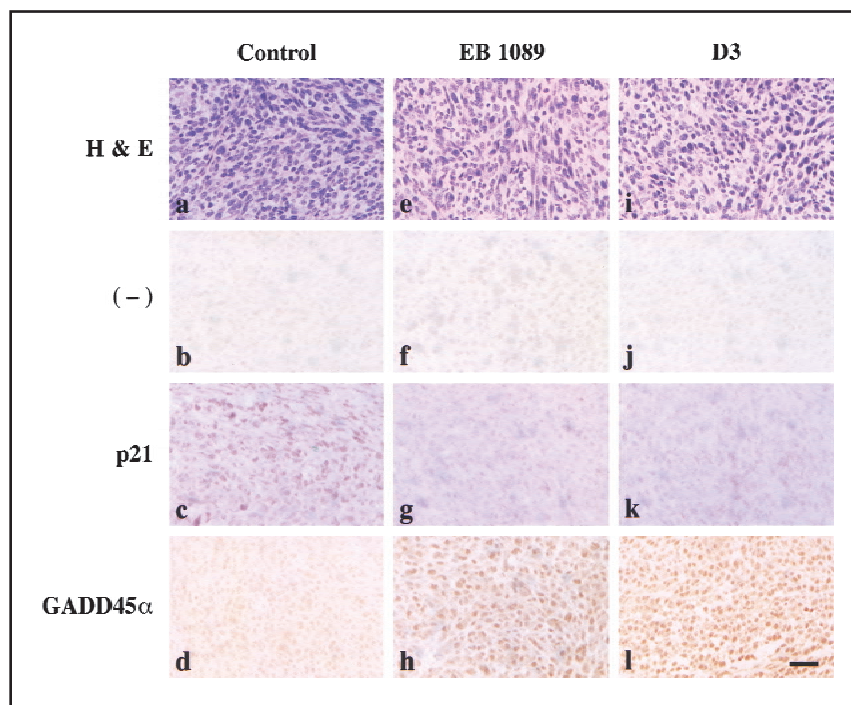 Control EB 1089 D3
H & E a e i
( – ) b f j
p21 c g k
GADD45α d h l